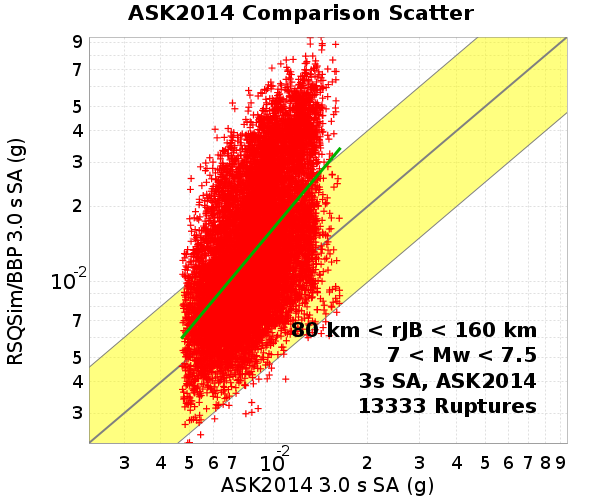 ASK2014 Comparison Scatter
RSQSim/BBP 3.0 s SA (g)
9
7
5
4
3
2
10-2
7
5
4
3
80 km < rJB < 160 km
7 < Mw < 7.5
3s SA, ASK2014
13333 Ruptures
3 4 5 6 7 10-2 2 3 4 5 6 7 8 9
ASK2014 3.0 s SA (g)